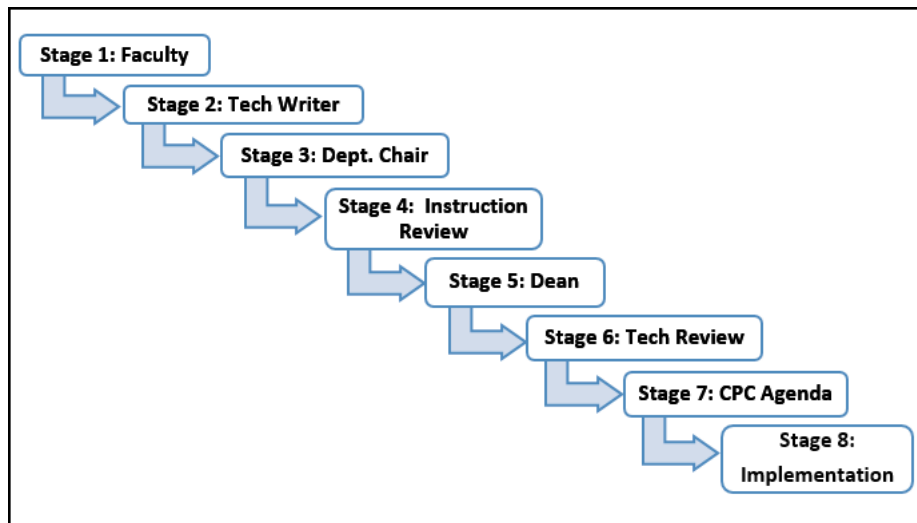 Stage 1: Faculty
Stage 2: Tech Writer
Stage 3: Dept. Chair
Stage 4:  Instruction
Review
Stage 5: Dean
Stage 6: Tech Review
Stage 7: CPC Agenda
Stage 8:
Implementation